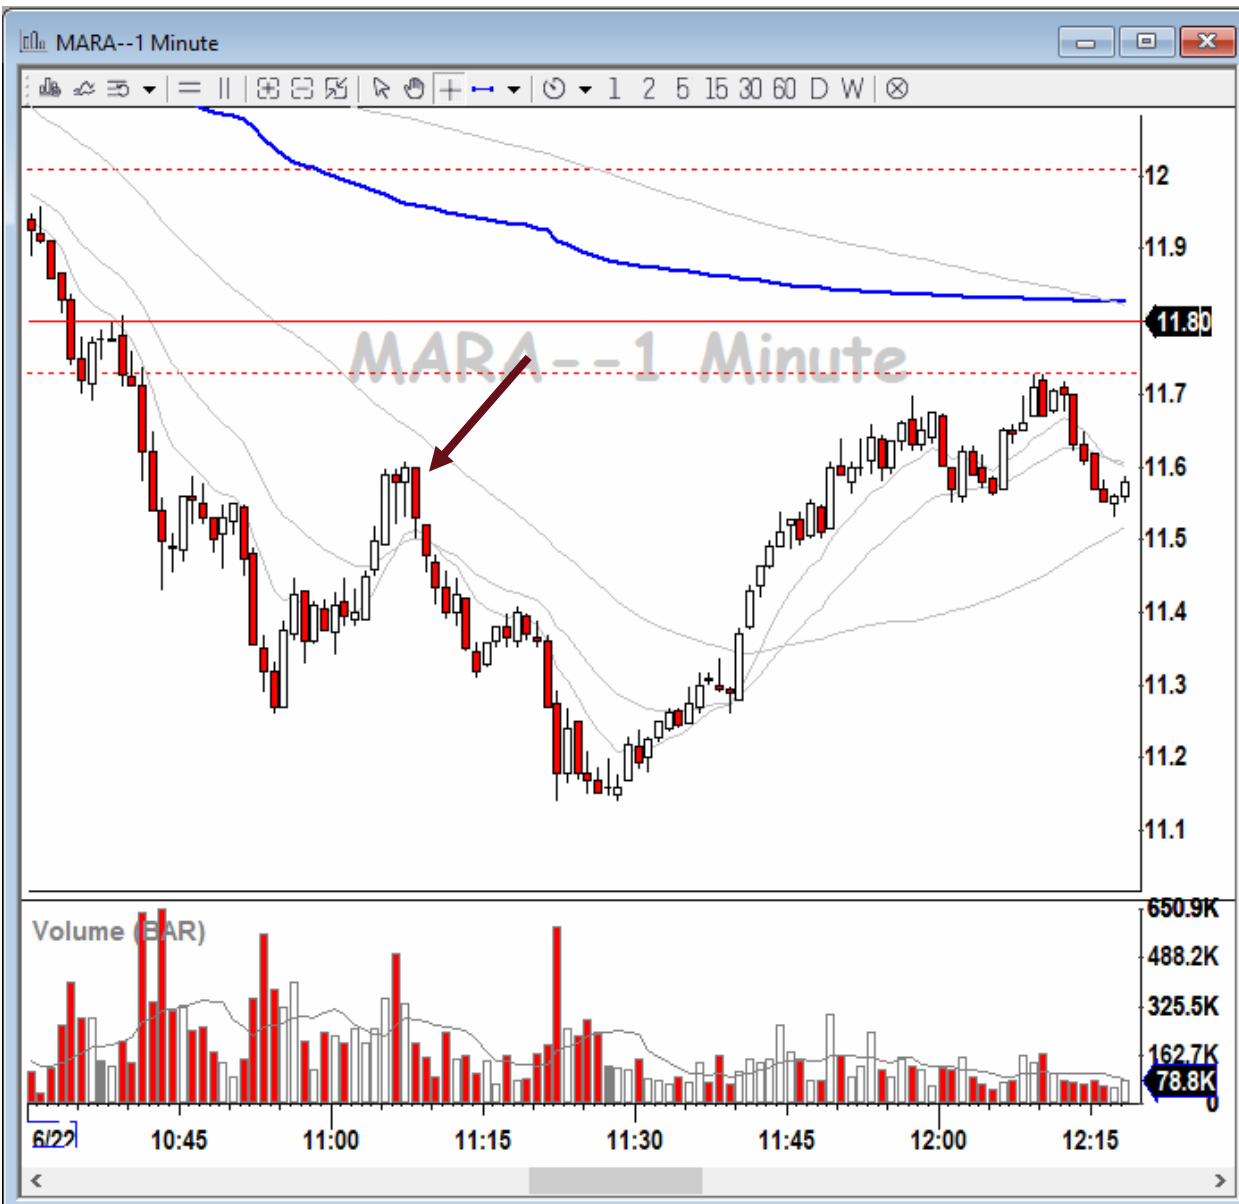 MARA--1 Minute
1 2 5 15 30 60 D W
MARA--1 Minute
12
11.9
11.80
11.7
11.6
11.5
11.4
11.3
11.2
11.1
Volume (BAR)
650.9K
488.2K
325.5K
162.7K
78.8K
0
6/22 10:45 11:00 11:15 11:30 11:45 12:00 12:15